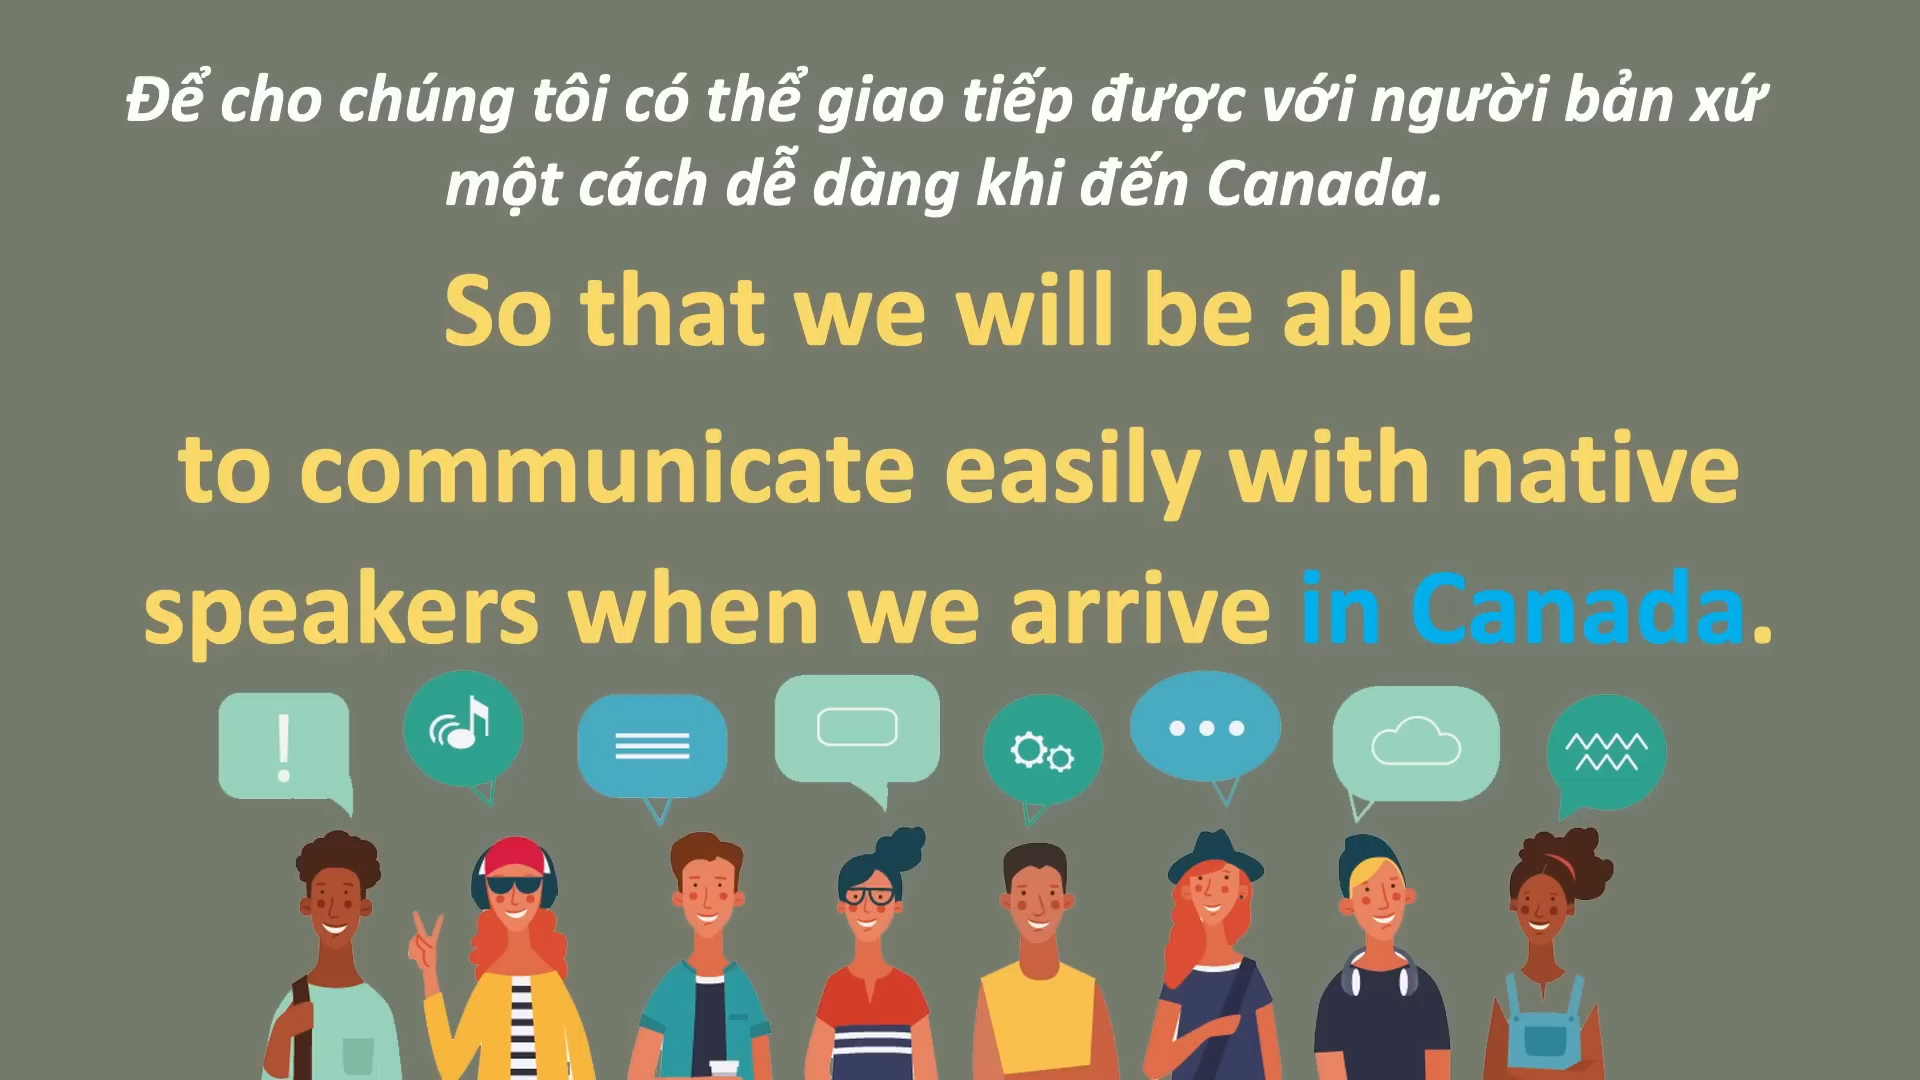 Để cho chúng tôi có thể giao tiếp được với người bản xứ
một cách dễ dàng khi đến Canada.
So that we will be able
to communicate easily with native
speakers when we arrive in Canada.
!